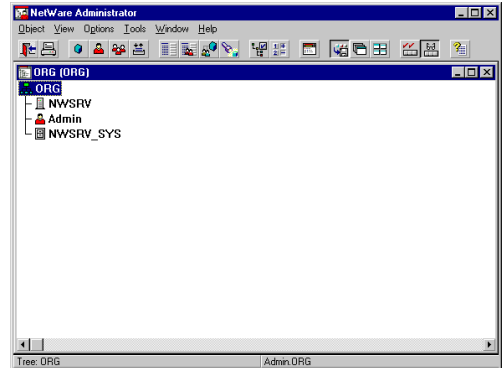 NetWare Administrator
Object View Options Tools Window Help
ORG (ORG)
ORG
NWSRV
Admin
NWSRV_SYS
Tree: ORG
Admin.ORG